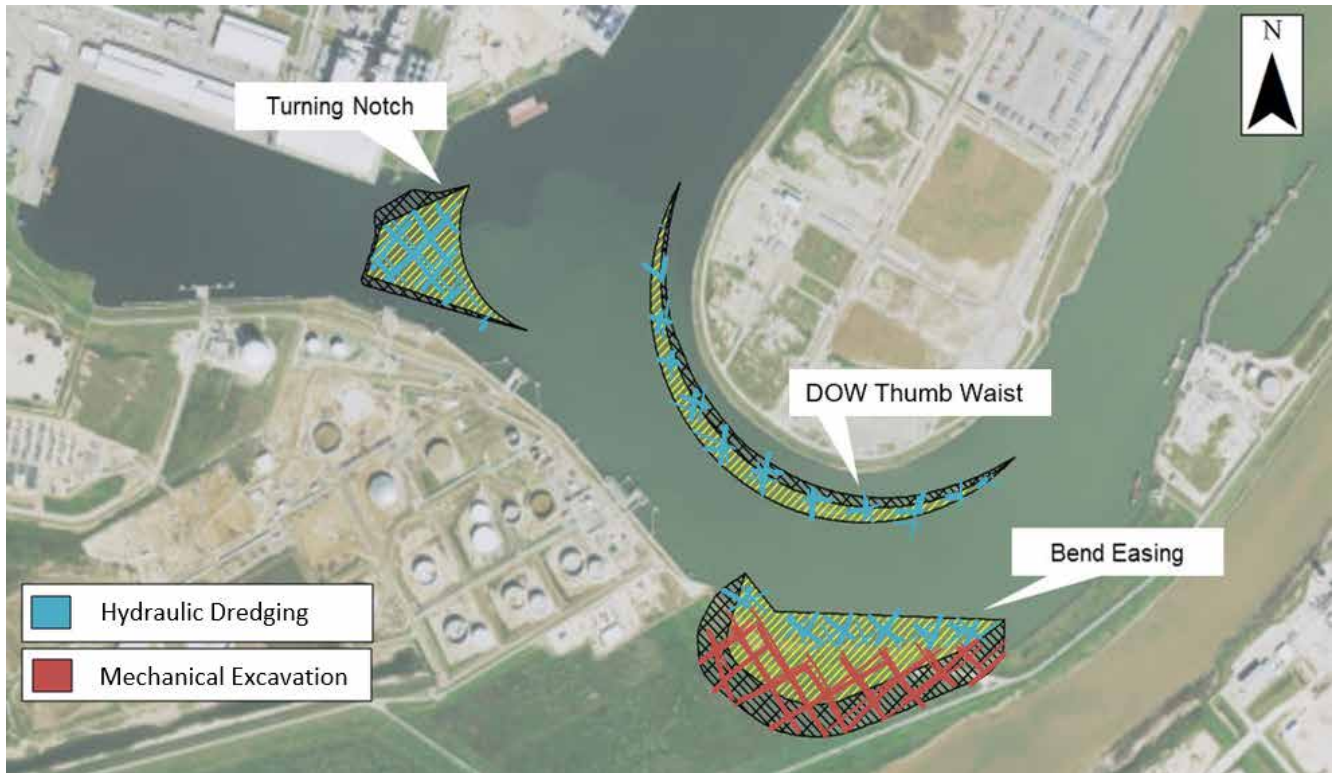 N
Turning Notch
DOW Thumb Waist
Bend Easing
Hydraulic Dredging
Mechanical Excavation